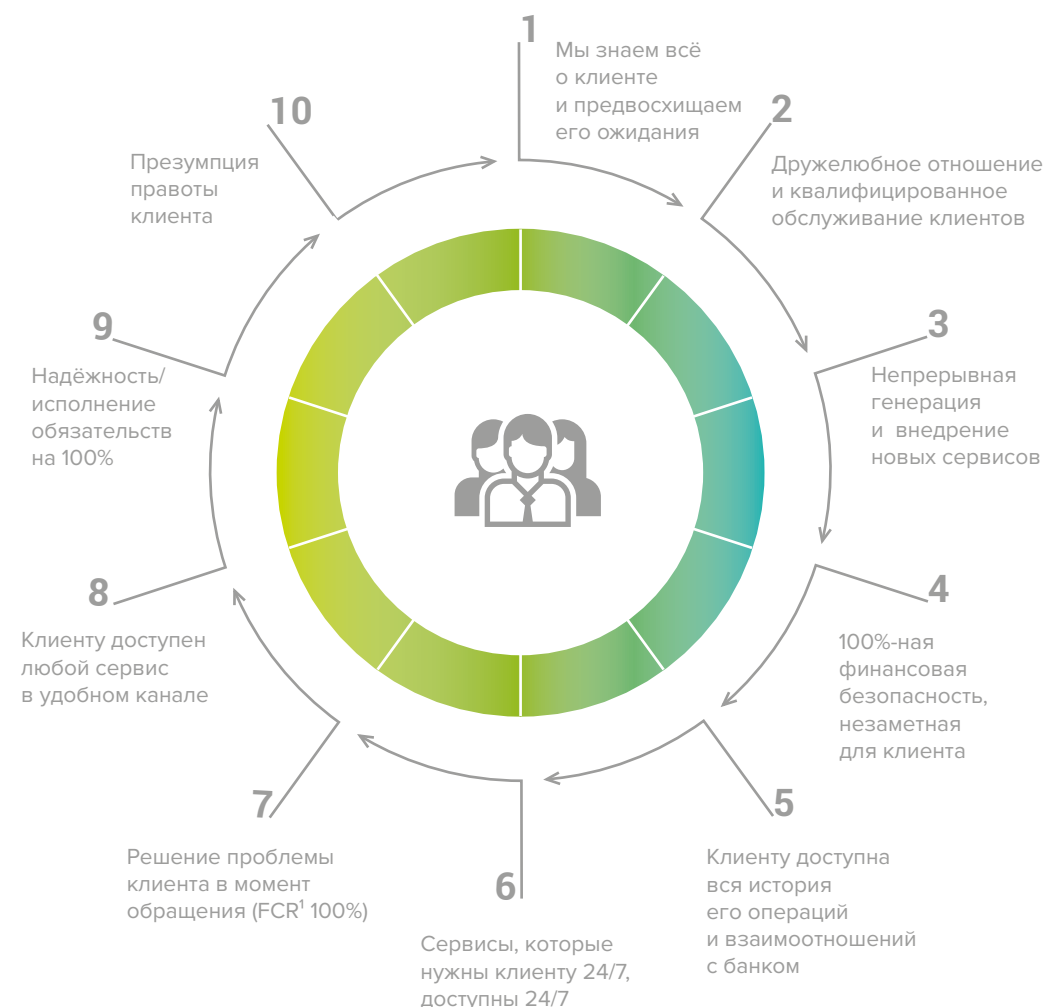 1
Мы знаем всё
о клиенте
и предвосхищаем
его ожидания
2
Дружелюбное отношение
и квалифицированное
обслуживание клиентов
3
Непрерывная
генерация
и внедрение
новых сервисов
4
100%-ная
финансовая
безопасность,
незаметная
для клиента
5
Клиенту доступна
вся история
его операций
и взаимоотношений
с банком
6
Сервисы, которые
нужны клиенту 24/7,
доступны 24/7
7
Решение проблемы
клиента в момент
обращения (FCR¹ 100%)
8
Клиенту доступен
любой сервис
в удобном канале
9
Надёжность/
исполнение
обязательств
на 100%
10
Презумпция
правоты
клиента